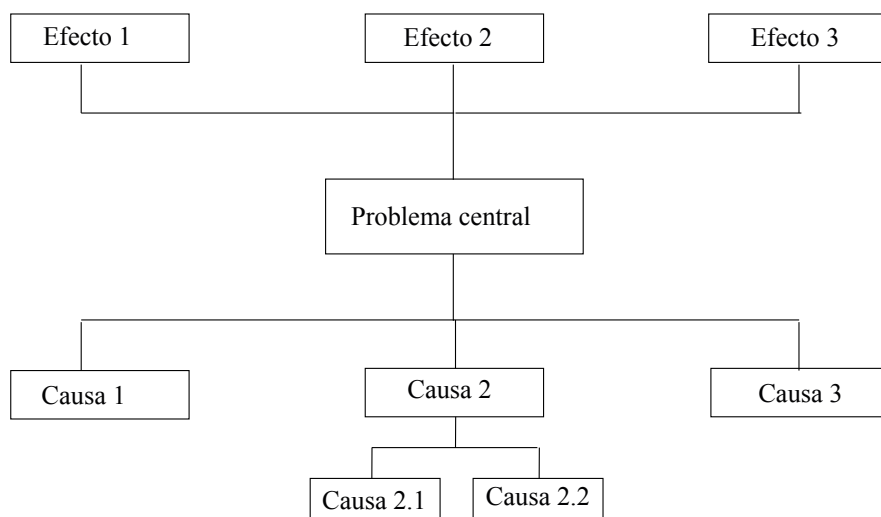 Efecto 1
Efecto 2
Efecto 3
Problema central
Causa 1
Causa 2
Causa 3
Causa 2.1
Causa 2.2